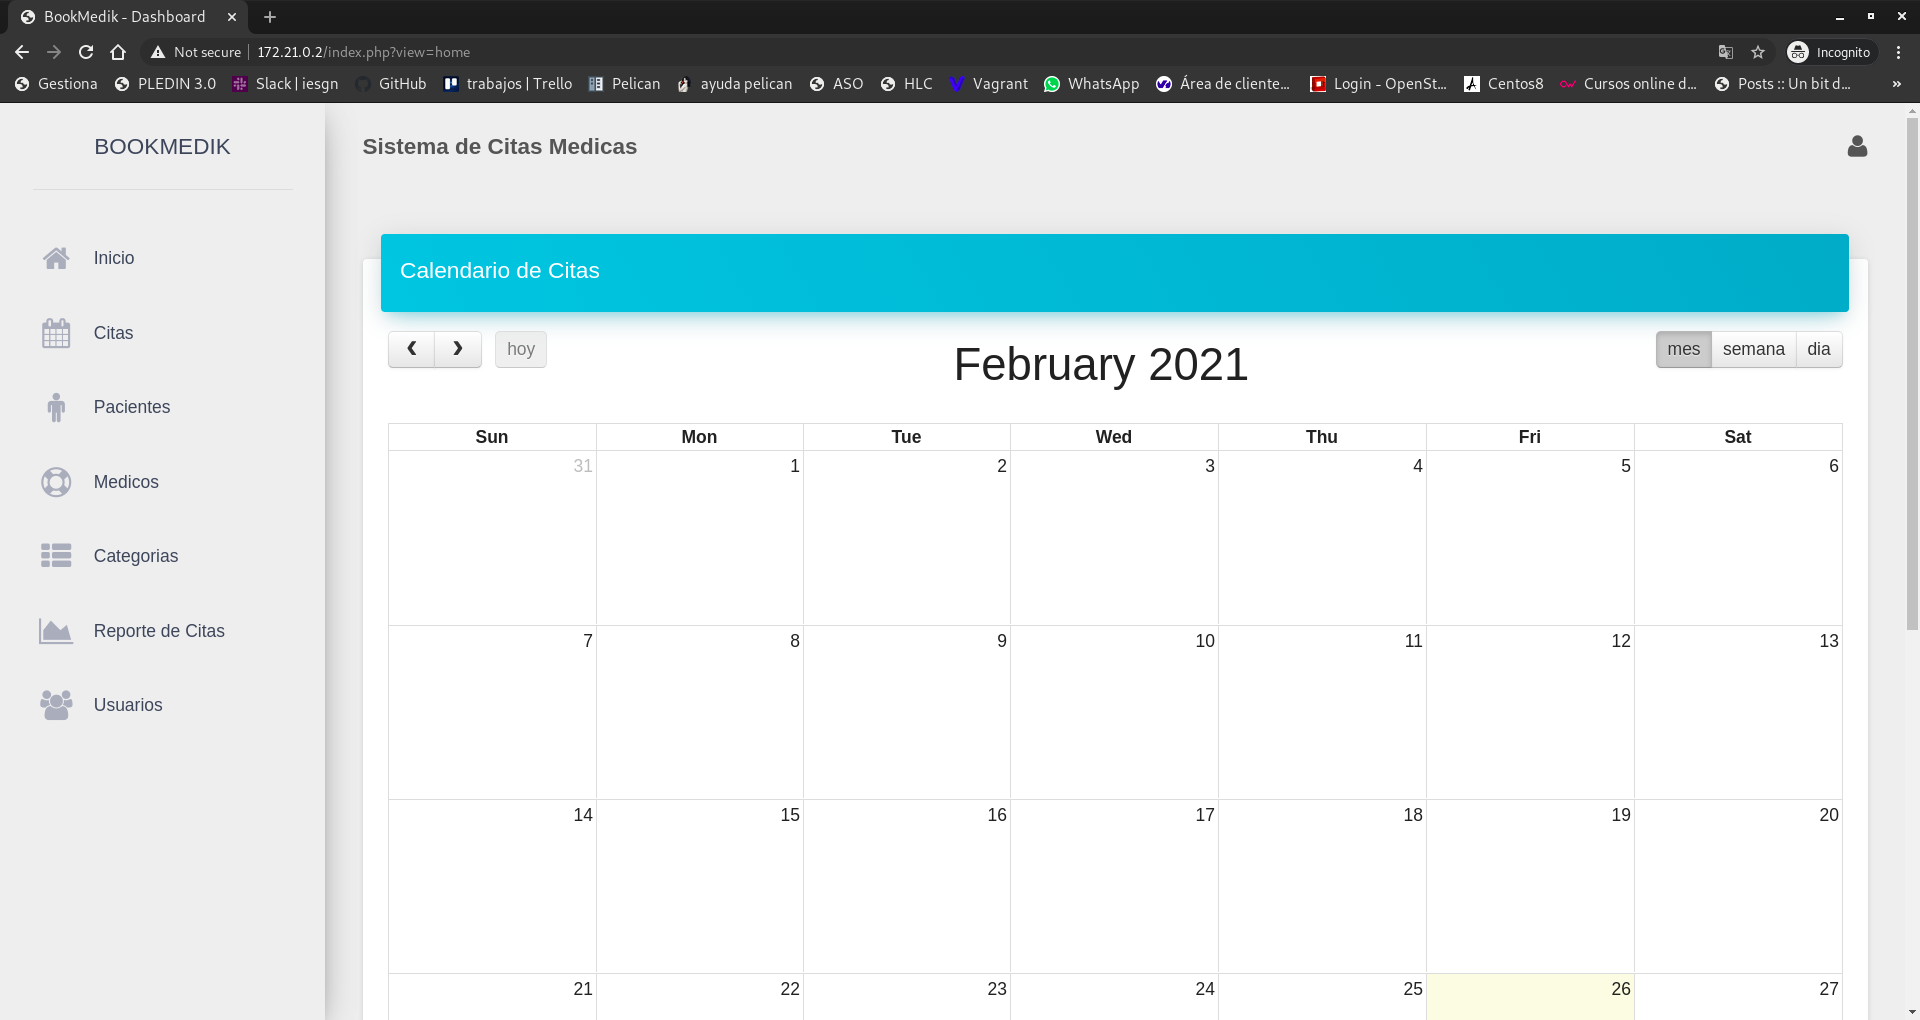 BookMedik - Dashboard
Not secure 172.21.0.2/index.php?view=home Incognito
Gestiona PLEDIN 3.0 Slack | iesgn GitHub trabajos | Trello Pelican ayuda pelican ASO HLC Vagrant WhatsApp Área de cliente... Login - OpenSt... Centos8 Cursos online d... Posts :: Un bit d... »
BOOKMEDIK
Sistema de Citas Medicas
Inicio
Citas
Pacientes
Medicos
Categorias
Reporte de Citas
Usuarios
Calendario de Citas
hoy
February 2021
mes semana dia
Sun Mon Tue Wed Thu Fri Sat
31 1 2 3 4 5 6
7 8 9 10 11 12 13
14 15 16 17 18 19 20
21 22 23 24 25 26 27